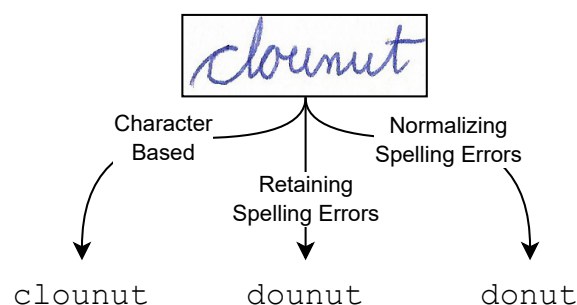 clounut
Character
Based
Normalizing
Spelling Errors
Retaining
Spelling Errors
clounut dounut donut